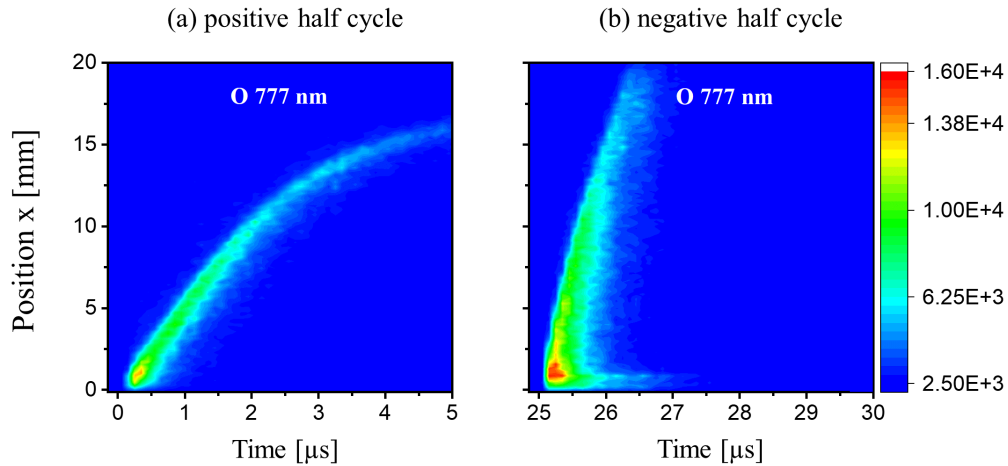 (a) positive half cycle
(b) negative half cycle
Position x [mm]
20
15
10
5
0
O 777 nm
0 1 2 3 4 5
Time [µs]
O 777 nm
25 26 27 28 29 30
Time [µs]
1.60E+4
1.38E+4
1.00E+4
6.25E+3
2.50E+3